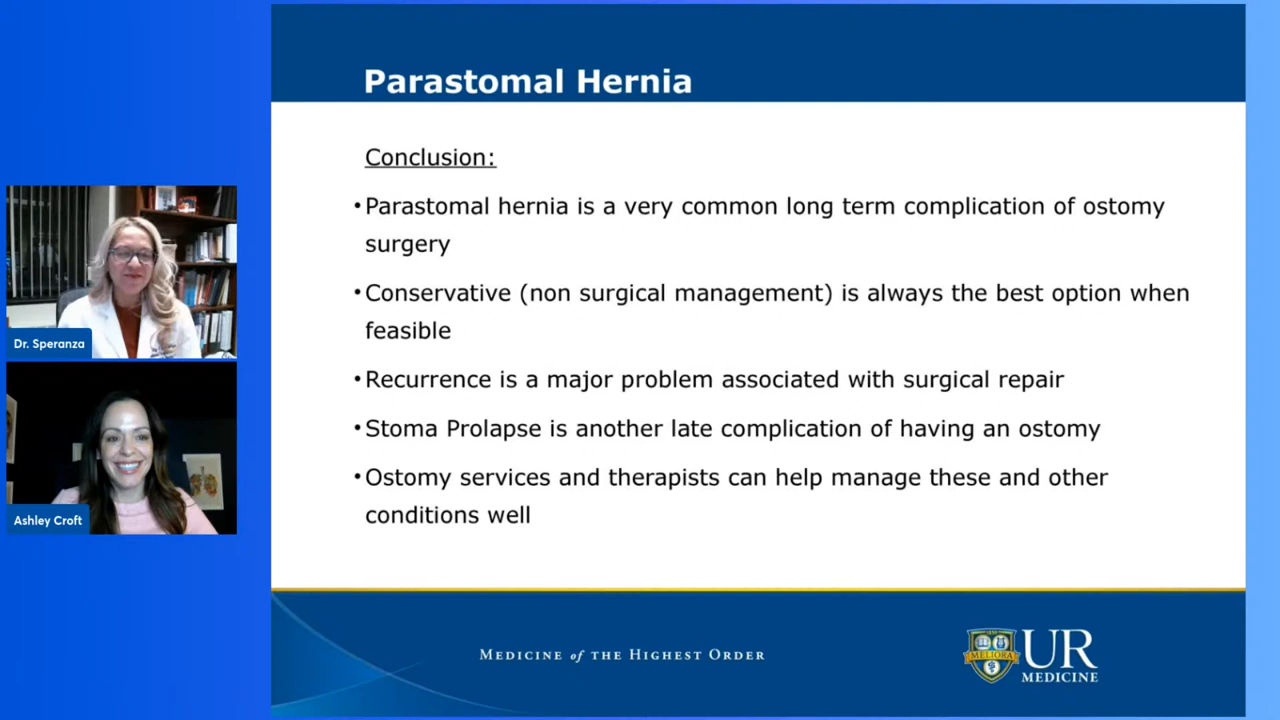 Parastomal Hernia
Conclusion:
•Parastomal hernia is a very common long term complication of ostomy
surgery
•Conservative (non surgical management) is always the best option when
feasible
•Recurrence is a major problem associated with surgical repair
•Stoma Prolapse is another late complication of having an ostomy
•Ostomy services and therapists can help manage these and other
conditions well
Dr. Speranza
Ashley Croft
MEDICINE of THE HIGHEST ORDER
MELIORA
UR
MEDICINE